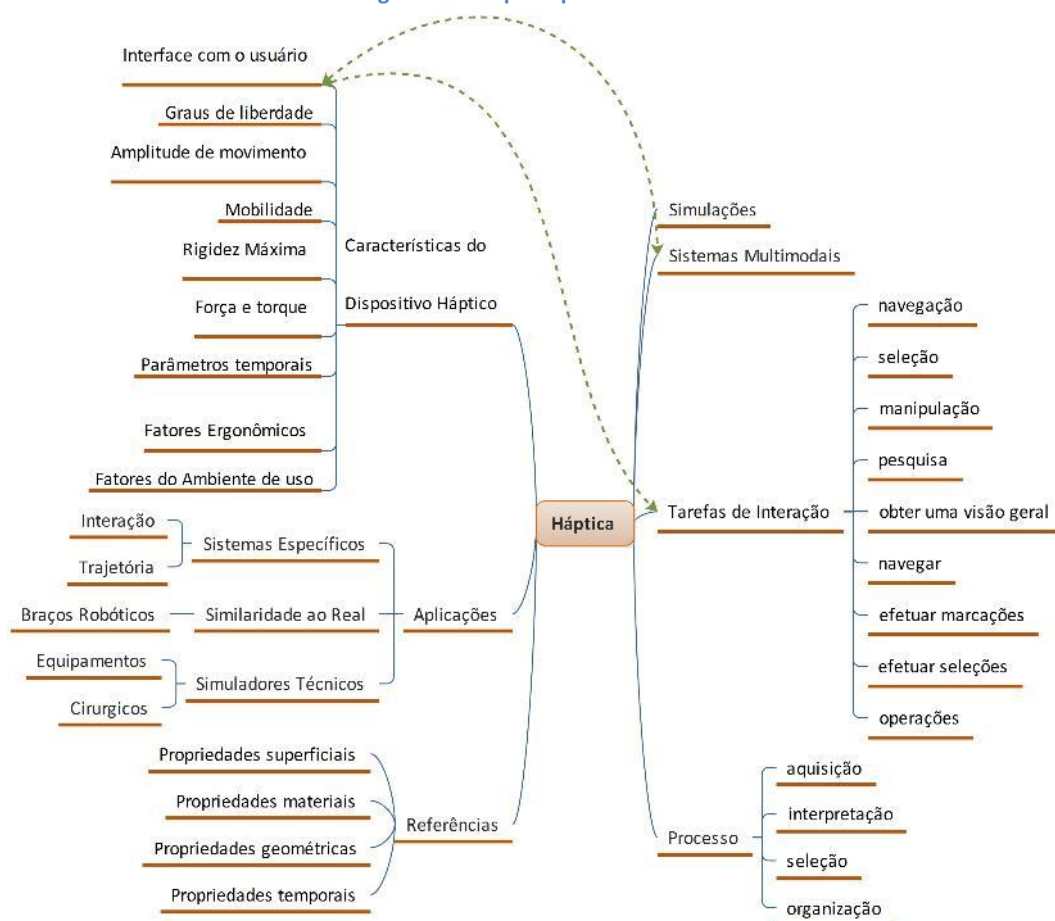 Interface com o usuário
Graus de liberdade
Amplitude de movimento
Mobilidade
Rigidez Máxima
Força e torque
Parâmetros temporais
Fatores Ergonômicos
Fatores do Ambiente de uso
Características do
Dispositivo Háptico
Interação
Trajetória
Sistemas Específicos
Braços Robóticos
Similaridade ao Real
Equipamentos
Cirurgicos
Simuladores Técnicos
Aplicações
Propriedades superficiais
Propriedades materiais
Propriedades geométricas
Propriedades temporais
Referências
Háptica
Simulações
Sistemas Multimodais
Tarefas de Interação
navegação
seleção
manipulação
pesquisa
obter uma visão geral
navegar
efetuar marcações
efetuar seleções
operações
Processo
aquisição
interpretação
seleção
organização